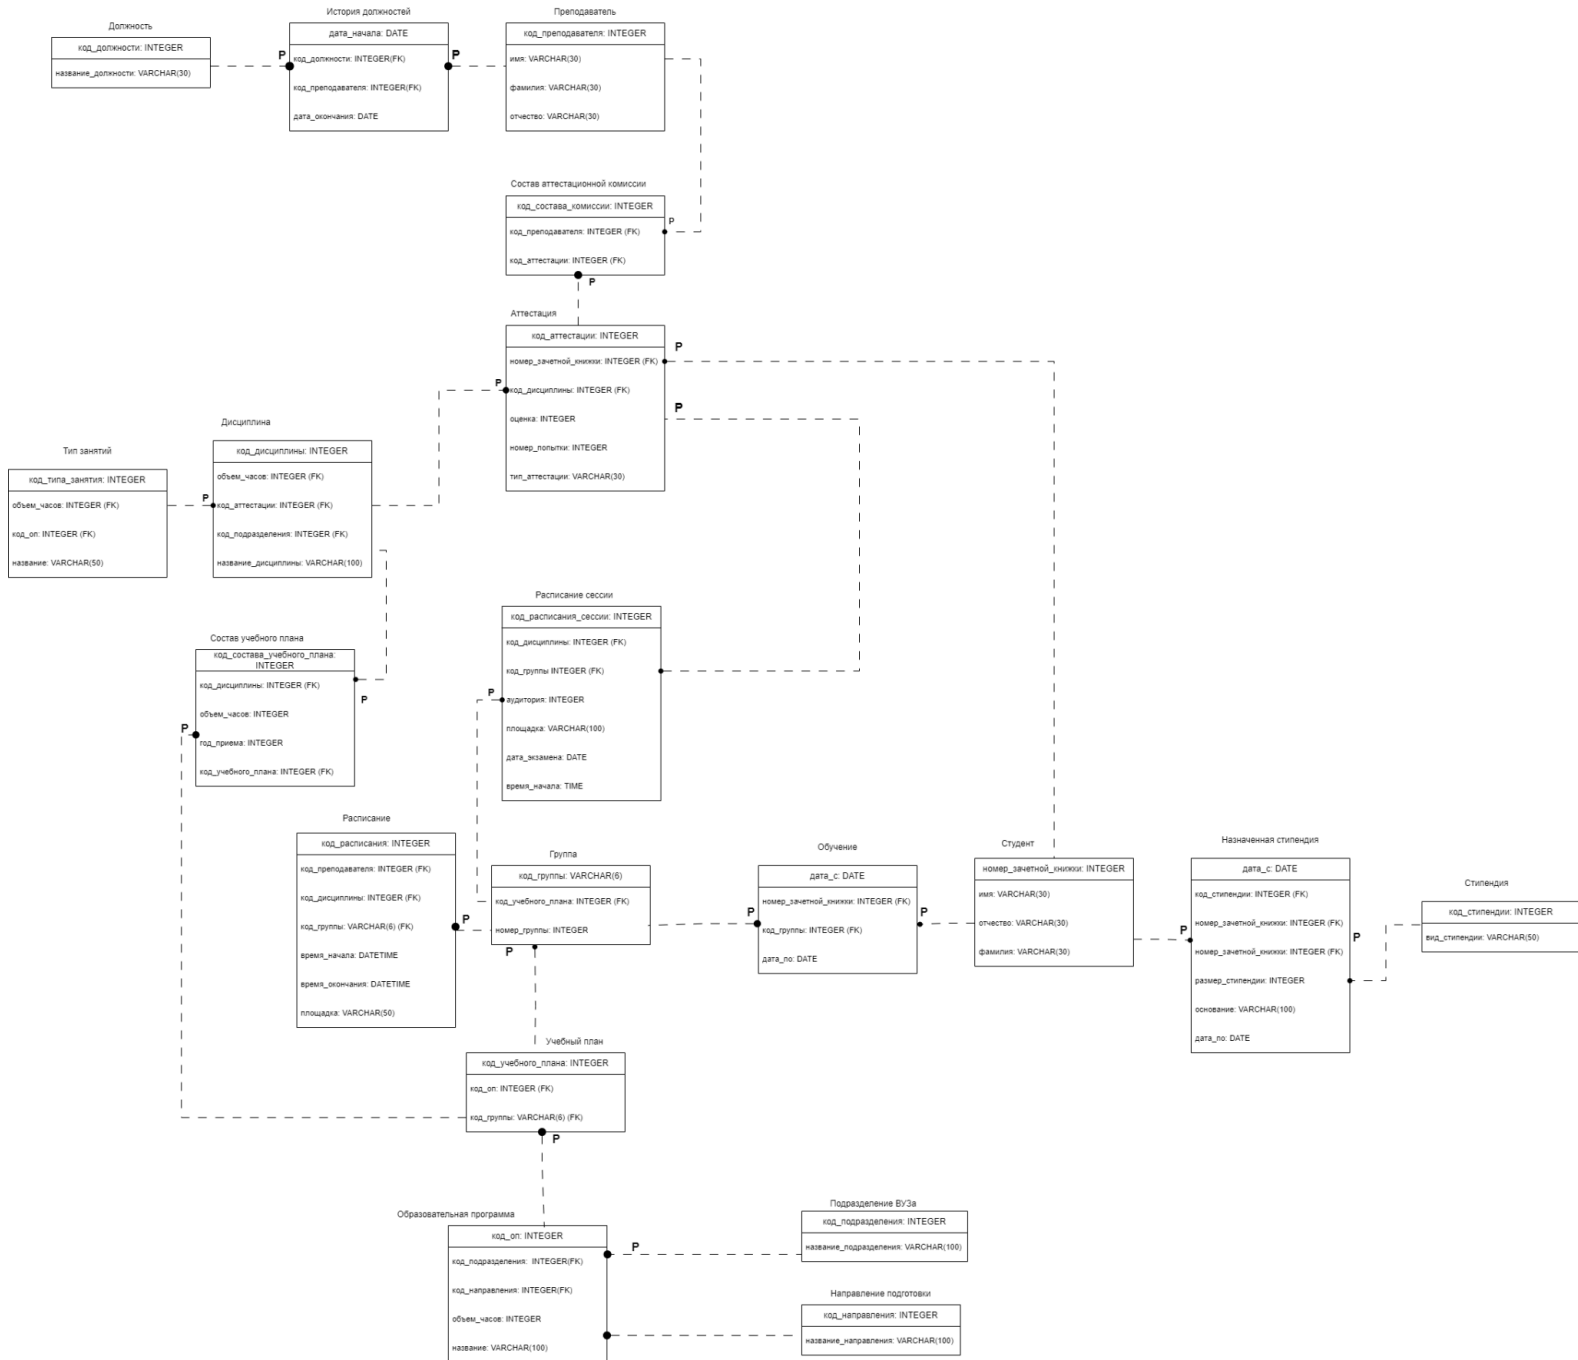 Должность
код_должности: INTEGER
название_должности: VARCHAR(30)
P
История должностей
дата_начала: DATE
код_должности: INTEGER(FK)
код_преподавателя: INTEGER(FK)
дата_окончания: DATE
P
Преподаватель
код_преподавателя: INTEGER
имя: VARCHAR(30)
фамилия: VARCHAR(30)
отчество: VARCHAR(30)
Состав аттестационной комиссии
код_состава_комиссии: INTEGER
код_преподавателя: INTEGER (FK)
код_аттестации: INTEGER (FK)
P
P
Аттестация
код_аттестации: INTEGER
номер_зачетной_книжки: INTEGER (FK)
код_дисциплины: INTEGER (FK)
оценка: INTEGER
номер_попытки: INTEGER
тип_аттестации: VARCHAR(30)
P
P
P
Тип занятий
код_типа_занятия: INTEGER
объем_часов: INTEGER (FK)
код_оп: INTEGER (FK)
название: VARCHAR(50)
P
Дисциплина
код_дисциплины: INTEGER
объем_часов: INTEGER (FK)
код_аттестации: INTEGER (FK)
код_подразделения: INTEGER (FK)
название_дисциплины: VARCHAR(100)
Состав учебного плана
код_состава_учебного_плана:
INTEGER
код_дисциплины: INTEGER (FK)
объем_часов: INTEGER
год_приема: INTEGER
код_учебного_плана: INTEGER (FK)
P
P
Расписание сессии
код_расписания_сессии: INTEGER
код_дисциплины: INTEGER (FK)
код_группы INTEGER (FK)
аудитория: INTEGER
площадка: VARCHAR(100)
дата_экзамена: DATE
время_начала: TIME
P
Расписание
код_расписания: INTEGER
код_преподавателя: INTEGER (FK)
код_дисциплины: INTEGER (FK)
код_группы: VARCHAR(6) (FK)
время_начала: DATETIME
время_окончания: DATETIME
площадка: VARCHAR(50)
P
Группа
код_группы: VARCHAR(6)
код_учебного_плана: INTEGER (FK)
номер_группы: INTEGER
P
P
Обучение
дата_с: DATE
номер_зачетной_книжки: INTEGER (FK)
код_группы: INTEGER (FK)
дата_по: DATE
P
Студент
номер_зачетной_книжки: INTEGER
имя: VARCHAR(30)
отчество: VARCHAR(30)
фамилия: VARCHAR(30)
P
Назначенная стипендия
дата_с: DATE
код_стипендии: INTEGER (FK)
номер_зачетной_книжки: INTEGER (FK)
номер_зачетной_книжки: INTEGER (FK)
размер_стипендии: INTEGER
основание: VARCHAR(100)
дата_по: DATE
P
Стипендия
код_стипендии: INTEGER
вид_стипендии: VARCHAR(50)
Учебный план
код_учебного_плана: INTEGER
код_оп: INTEGER (FK)
код_группы: VARCHAR(6) (FK)
P
Образовательная программа
код_оп: INTEGER
код_подразделения: INTEGER(FK)
код_направления: INTEGER(FK)
объем_часов: INTEGER
название: VARCHAR(100)
P
Подразделение ВУЗа
код_подразделения: INTEGER
название_подразделения: VARCHAR(100)
Направление подготовки
код_направления: INTEGER
название_направления: VARCHAR(100)